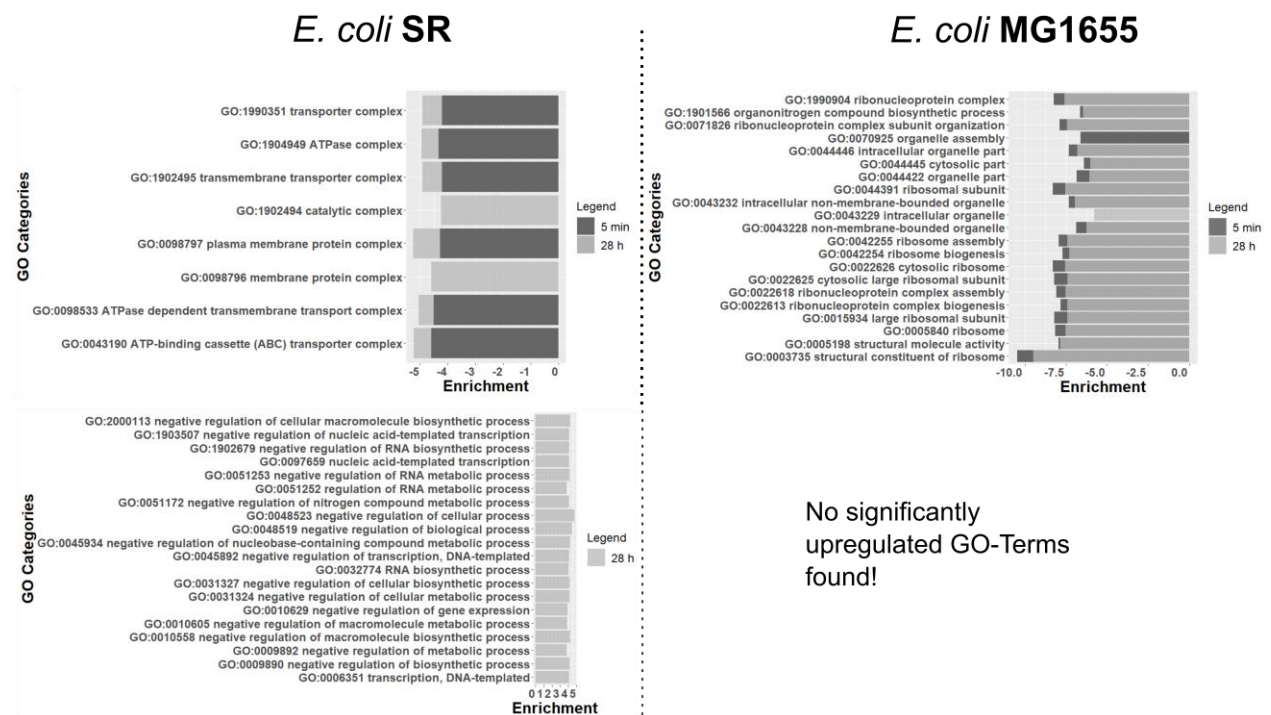 E. coli SR
GO Categories
GO:1990351 transporter complex
GO:1904949 ATPase complex
GO:1902495 transmembrane transporter complex
GO:1902494 catalytic complex
GO:0098797 plasma membrane protein complex
GO:0098796 membrane protein complex
GO:0098533 ATPase dependent transmembrane transport complex
GO:0043190 ATP-binding cassette (ABC) transporter complex
-5 -4 -3 -2 -1 0
Enrichment
Legend
5 min
28 h
GO Categories
GO:2000113 negative regulation of cellular macromolecule biosynthetic process
GO:1903507 negative regulation of nucleic acid-templated transcription
GO:1902679 negative regulation of RNA biosynthetic process
GO:0097659 nucleic acid-templated transcription
GO:0051253 negative regulation of RNA metabolic process
GO:0051252 regulation of RNA metabolic process
GO:0051172 negative regulation of nitrogen compound metabolic process
GO:0048523 negative regulation of cellular process
GO:0048519 negative regulation of biological process
GO:0045934 negative regulation of nucleobase-containing compound metabolic process
GO:0045892 negative regulation of transcription, DNA-templated
GO:0032774 RNA biosynthetic process
GO:0031327 negative regulation of cellular biosynthetic process
GO:0031324 negative regulation of cellular metabolic process
GO:0010629 negative regulation of gene expression
GO:0010605 negative regulation of macromolecule metabolic process
GO:0010558 negative regulation of macromolecule biosynthetic process
GO:0009892 negative regulation of metabolic process
GO:0009890 negative regulation of biosynthetic process
GO:0006351 transcription, DNA-templated
0 1 2 3 4 5
Enrichment
Legend
28 h
E. coli MG1655
GO Categories
GO:1990904 ribonucleoprotein complex
GO:1901566 organonitrogen compound biosynthetic process
GO:0071826 ribonucleoprotein complex subunit organization
GO:0070925 organelle assembly
GO:0044446 intracellular organelle part
GO:0044445 cytosolic part
GO:0044422 organelle part
GO:0044391 ribosomal subunit
GO:0043232 intracellular non-membrane-bounded organelle
GO:0043229 intracellular organelle
GO:0043228 non-membrane-bounded organelle
GO:0042255 ribosome assembly
GO:0042254 ribosome biogenesis
GO:0022626 cytosolic ribosome
GO:0022625 cytosolic large ribosomal subunit
GO:0022618 ribonucleoprotein complex assembly
GO:0022613 ribonucleoprotein complex biogenesis
GO:0015934 large ribosomal subunit
GO:0005840 ribosome
GO:0005198 structural molecule activity
GO:0003735 structural constituent of ribosome
-10.0 -7.5 -5.0 -2.5 0.0
Enrichment
Legend
5 min
28 h
No significantly
upregulated GO-Terms
found!